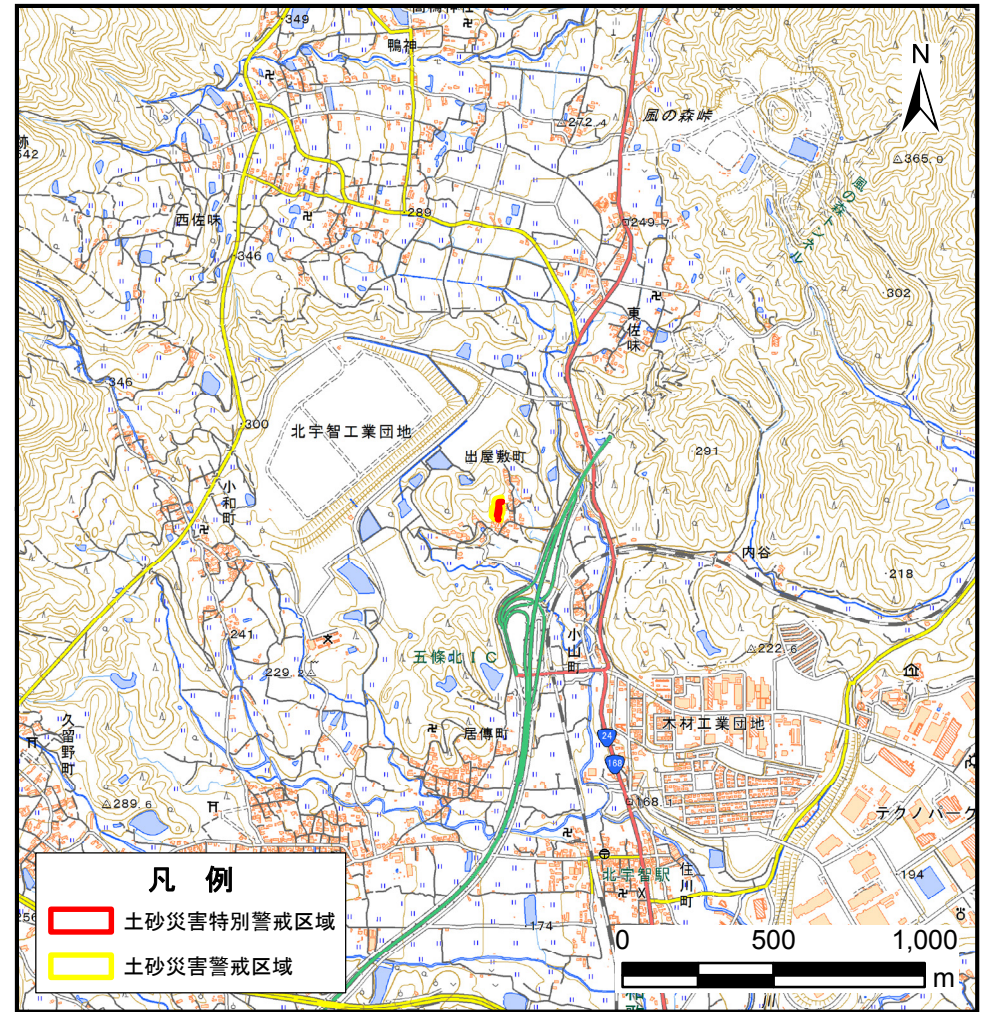 349
鴨神
N
風の森峠
272.4
542
365.0
風の森トンネル
西佐味
289
249.7
346
302
東佐味
346
300
北宇智工業団地
出屋敷町
291
小和町
内谷
218
241
小山町
222.6
229.2
五條北IC
久留野町
居傳町
24
木材工業団地
168
289.6
168.1
テクノパーク
北宇智駅
住川町
194
174
凡 例
土砂災害特別警戒区域
土砂災害警戒区域
0 500 1,000
m